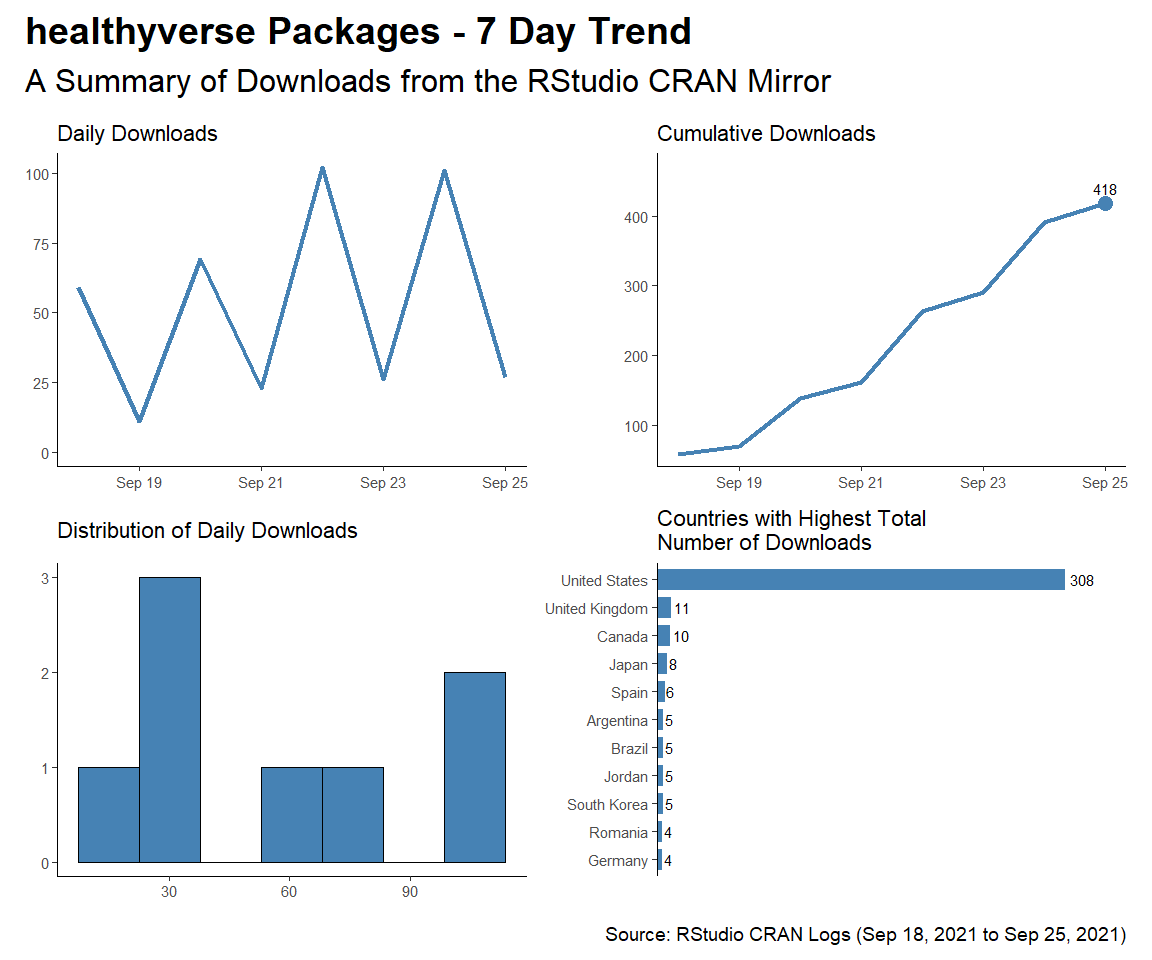 healthyverse Packages - 7 Day Trend
A Summary of Downloads from the RStudio CRAN Mirror
Daily Downloads
100
75
50
25
0
Sep 19 Sep 21 Sep 23 Sep 25
Cumulative Downloads
418
400
300
200
100
Sep 19 Sep 21 Sep 23 Sep 25
Distribution of Daily Downloads
3
2
1
0
30 60 90
Countries with Highest Total
Number of Downloads
United States 308
United Kingdom 11
Canada 10
Japan 8
Spain 6
Argentina 5
Brazil 5
Jordan 5
South Korea 5
Romania 4
Germany 4
Source: RStudio CRAN Logs (Sep 18, 2021 to Sep 25, 2021)